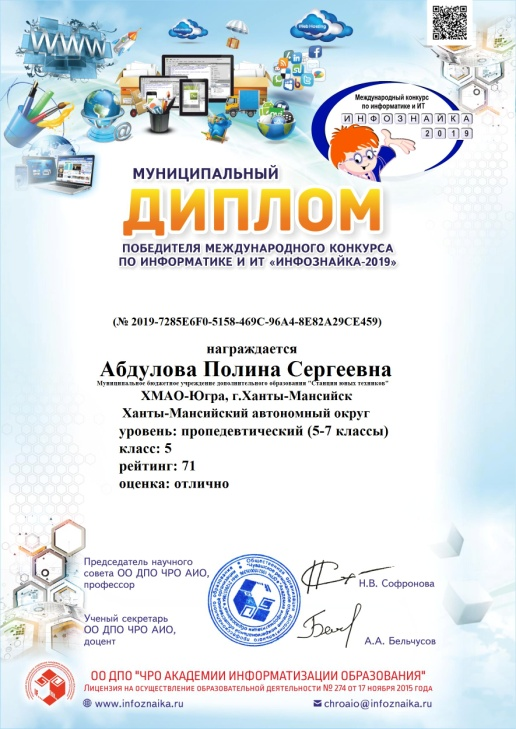 WWW
Web Hosting
Международный конкурс
по информатике и ИТ
ИНФОЗНАЙКА
2019
МУНИЦИПАЛЬНЫЙ
ДИПЛОМ
ПОБЕДИТЕЛЯ МЕЖДУНАРОДНОГО КОНКУРСА
ПО ИНФОРМАТИКЕ И ИТ «ИНФОЗНАЙКА-2019»
(№ 2019-7285E6F0-5158-469C-96A4-8E82A29CE459)
награждается
Абдулова Полина Сергеевна
Муниципальное бюджетное учреждение дополнительного образования "Станция юных техников"
ХМАО-Югра, г.Ханты-Мансийск
Ханты-Мансийский автономный округ
уровень: пропедевтический (5-7 классы)
класс: 5
рейтинг: 71
оценка: отлично
Председатель научного
совета ОО ДПО ЧРО АИО,
профессор
Н.В. Софронова
Ученый секретарь
ОО ДПО ЧРО АИО,
доцент
А.А. Бельчусов
ОО ДПО "ЧРО АКАДЕМИИ ИНФОРМАТИЗАЦИИ ОБРАЗОВАНИЯ"
Лицензия на осуществление образовательной деятельности № 274 от 17 ноября 2015 года
www.infoznaika.ru
chroaio@infoznaika.ru